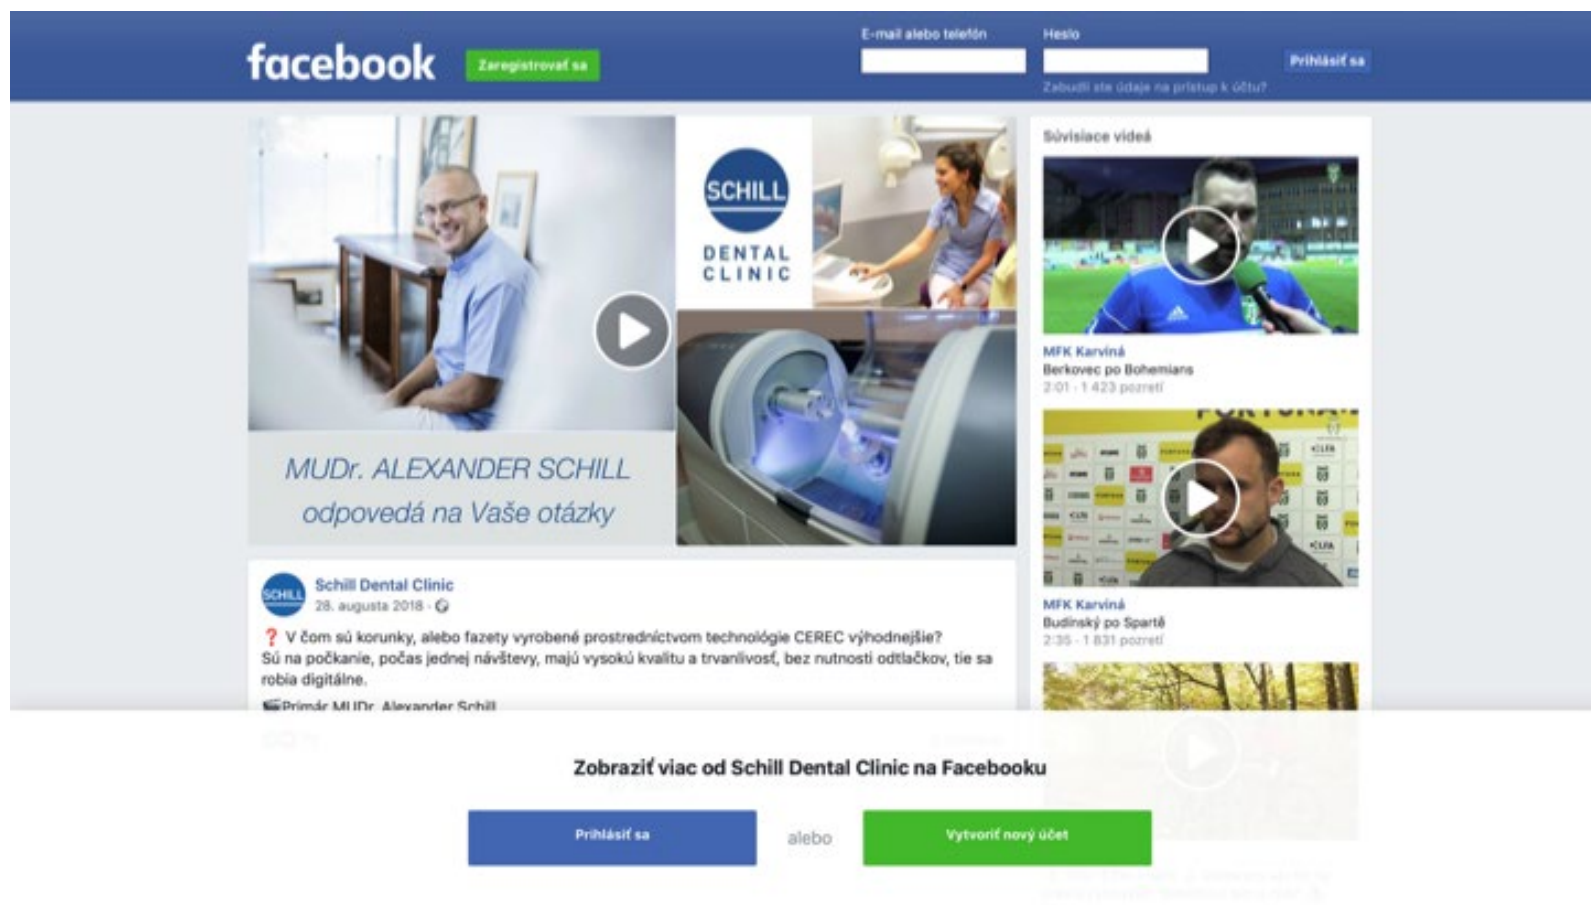 facebook
Zaregistrovať sa
E-mail alebo telefón
Heslo
Prihlásiť sa
Zabudli ste údaje na prístup k účtu?
SCHILL
DENTAL
CLINIC
MUDr. ALEXANDER SCHILL
odpovedá na Vaše otázky
SCHILL
Schill Dental Clinic
28. augusta 2018 ·
❓ V čom sú korunky, alebo fazety vyrobené prostredníctvom technológie CEREC výhodnejšie?
Sú na počkanie, počas jednej návštevy, majú vysokú kvalitu a trvanlivosť, bez nutnosti odtlačkov, tie sa
robia digitálne.
🎬Primár MUDr. Alexander Schill
Súvisiace videá
MFK Karviná
Berkovec po Bohemians
2:01 · 1 423 pozretí
MFK Karviná
Budínský po Spartě
2:35 · 1 831 pozretí
Zobraziť viac od Schill Dental Clinic na Facebooku
Prihlásiť sa
alebo
Vytvoriť nový účet